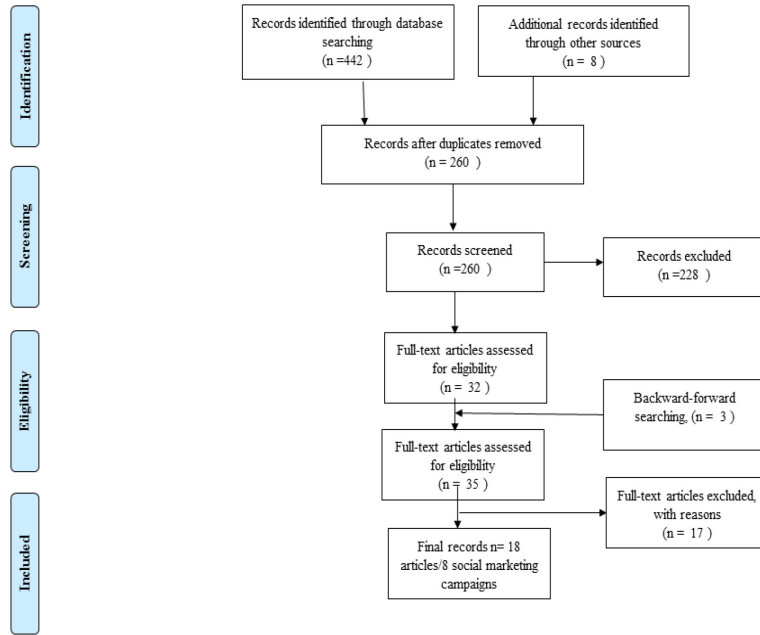 Identification
Records identified through database
searching
(n =442 )
Additional records identified
through other sources
(n = 8 )
Records after duplicates removed
(n = 260 )
Screening
Records screened
(n =260 )
Records excluded
(n =228 )
Eligibility
Full-text articles assessed
for eligibility
(n = 32 )
Backward-forward
searching, (n = 3 )
Full-text articles assessed
for eligibility
(n = 35 )
Full-text articles excluded,
with reasons
(n = 17 )
Included
Final records n= 18
articles/8 social marketing
campaigns